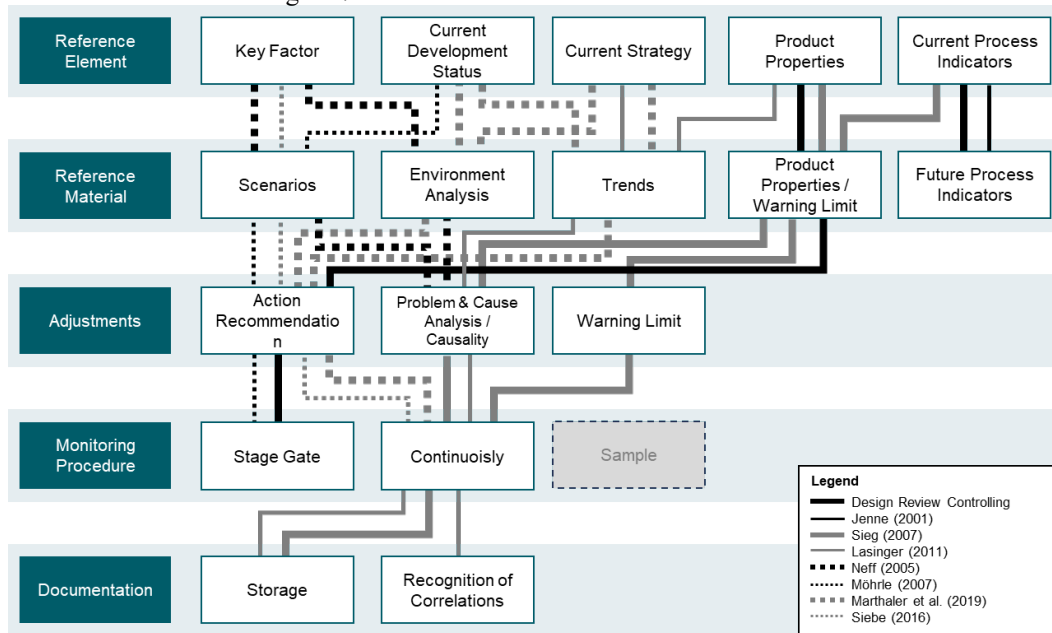 Reference
Element
Key Factor
Current
Development
Status
Current Strategy
Product
Properties
Current Process
Indicators
Reference
Material
Scenarios
Environment
Analysis
Trends
Product
Properties /
Warning Limit
Future Process
Indicators
Adjustments
Action
Recommendatio
n
Problem & Cause
Analysis /
Causality
Warning Limit
Monitoring
Procedure
Stage Gate
Continuoisly
Sample
Documentation
Storage
Recognition of
Correlations
Legend
Design Review Controlling
Jenne (2001)
Sieg (2007)
Lasinger (2011)
Neff (2005)
Möhrle (2007)
Marthaler et al. (2019)
Siebe (2016)